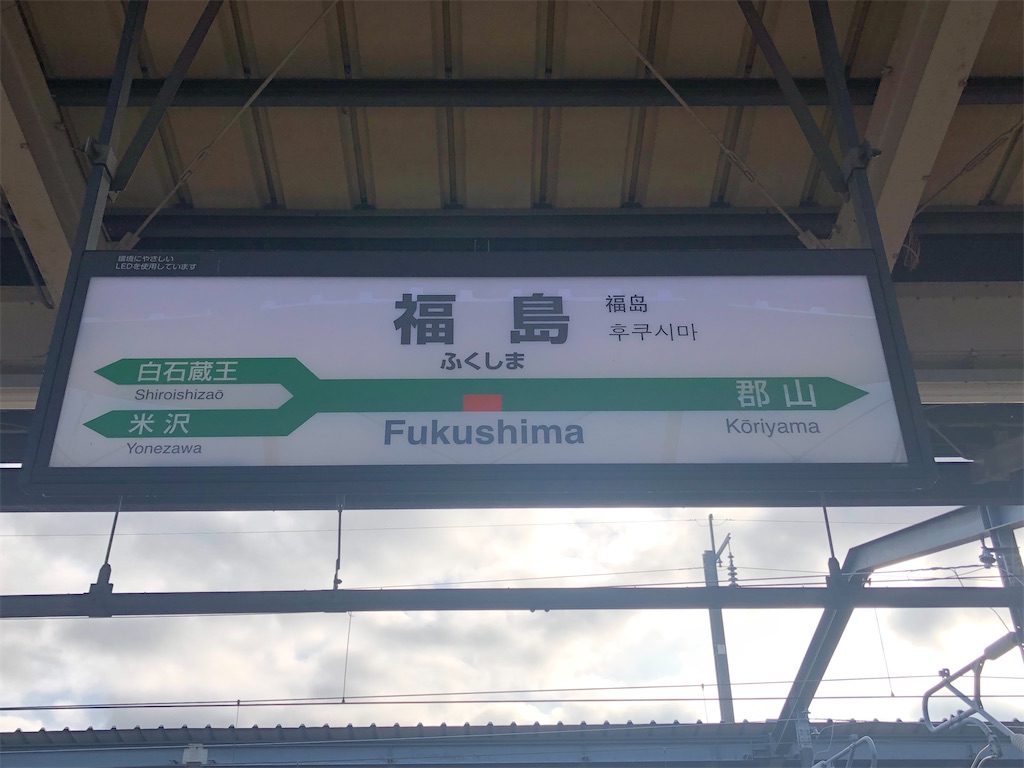 環境にやさしい
LEDを使用しています
福島
福岛
후쿠시마
ふくしま
白石蔵王
Shiroishizaō
米沢
Yonezawa
郡山
Kōriyama
Fukushima